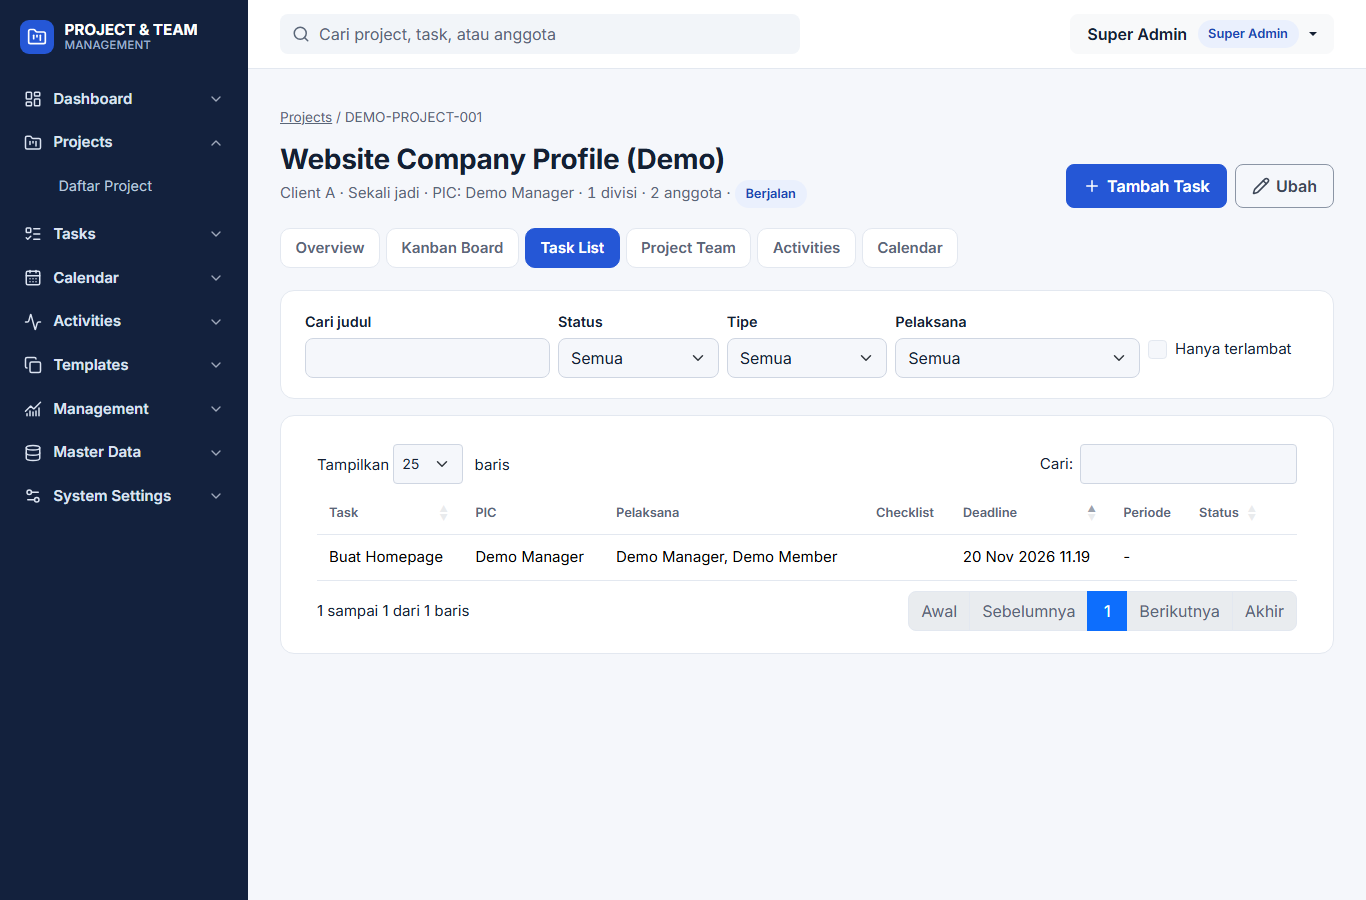 PROJECT & TEAM
MANAGEMENT
Cari project, task, atau anggota
Super Admin Super Admin
Dashboard
Projects
Daftar Project
Tasks
Calendar
Activities
Templates
Management
Master Data
System Settings
Projects / DEMO-PROJECT-001
Website Company Profile (Demo)
Client A · Sekali jadi · PIC: Demo Manager · 1 divisi · 2 anggota · Berjalan
Tambah Task Ubah
Overview Kanban Board Task List Project Team Activities Calendar
Cari judul Status Tipe Pelaksana
Semua Semua Semua Hanya terlambat
Tampilkan 25 baris Cari:
Task PIC Pelaksana Checklist Deadline Periode Status
Buat Homepage Demo Manager Demo Manager, Demo Member 20 Nov 2026 11.19 -
1 sampai 1 dari 1 baris Awal Sebelumnya 1 Berikutnya Akhir